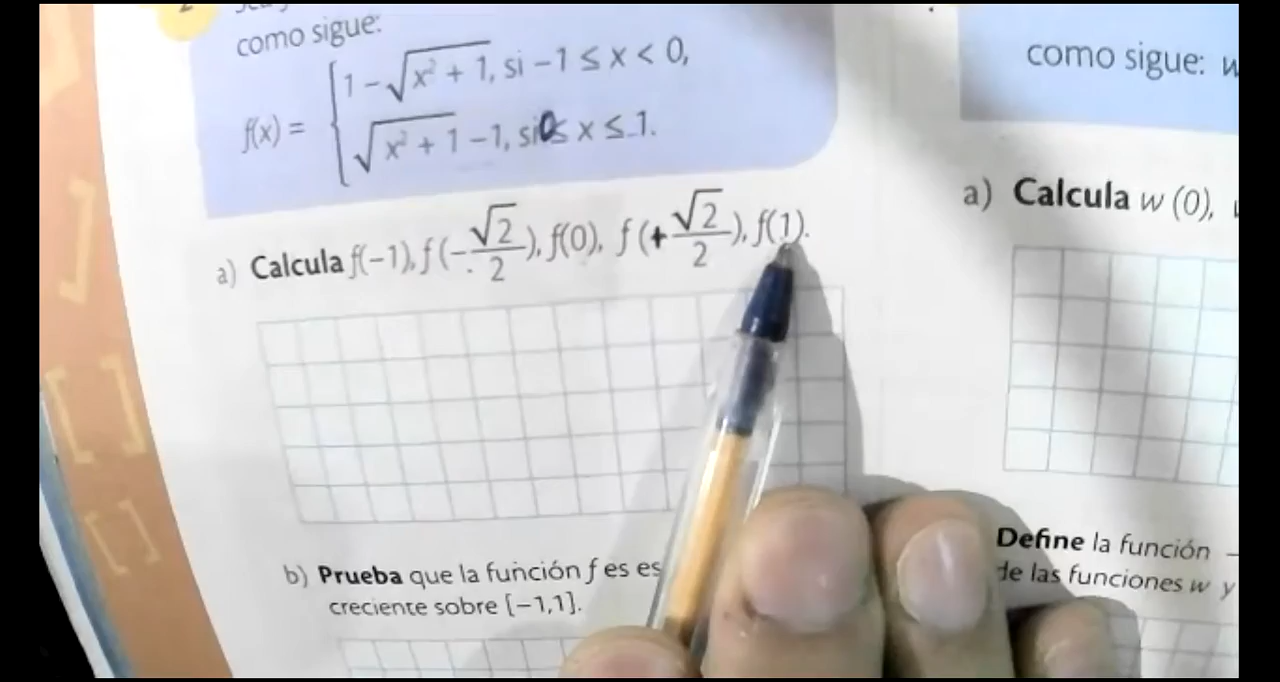 como sigue:
f(x) = { 1 − √(x² + 1), si −1 ≤ x < 0,
√(x² + 1) − 1, si 0 ≤ x ≤ 1.
a) Calcula f(−1), f(−√2/2), f(0), f(+√2/2), f(1).
b) Prueba que la función f es es
creciente sobre [−1,1].
como sigue: w
a) Calcula w (0),
Define la función −
de las funciones w y